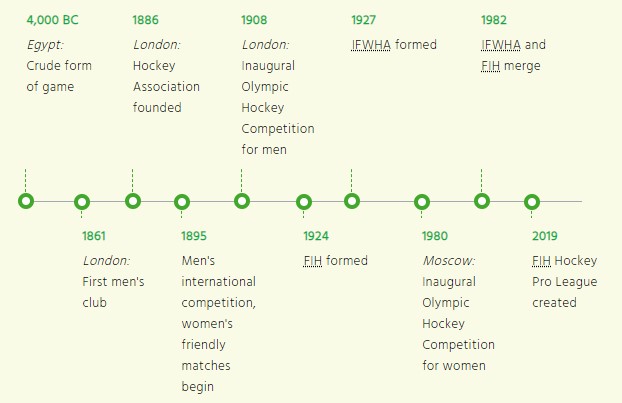 4,000 BC
Egypt:
Crude form
of game
1886
London:
Hockey
Association
founded
1908
London:
Inaugural
Olympic
Hockey
Competition
for men
1927
IFWHA formed
1982
IFWHA and
FIH merge
1861
London:
First men's
club
1895
Men's
international
competition,
women's
friendly
matches
begin
1924
FIH formed
1980
Moscow:
Inaugural
Olympic
Hockey
Competition
for women
2019
FIH Hockey
Pro League
created